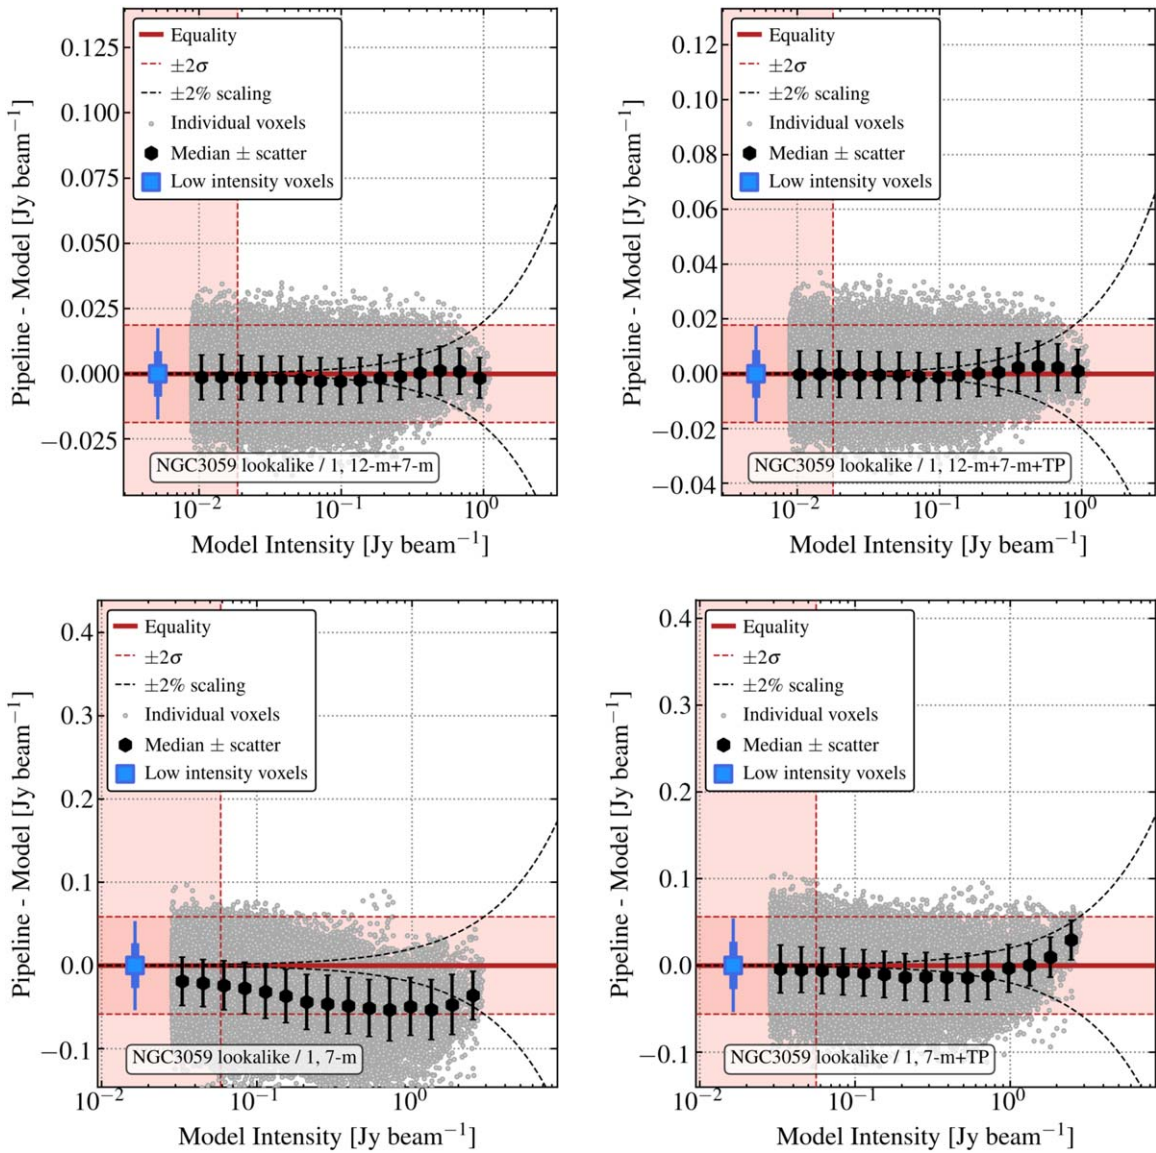 Pipeline - Model [Jy beam⁻¹]
0.125
0.100
0.075
0.050
0.025
0.000
−0.025
Equality
±2σ
±2% scaling
Individual voxels
Median ± scatter
Low intensity voxels
NGC3059 lookalike / 1, 12-m+7-m
10⁻² 10⁻¹ 10⁰
Model Intensity [Jy beam⁻¹]
Pipeline - Model [Jy beam⁻¹]
0.12
0.10
0.08
0.06
0.04
0.02
0.00
−0.02
−0.04
Equality
±2σ
±2% scaling
Individual voxels
Median ± scatter
Low intensity voxels
NGC3059 lookalike / 1, 12-m+7-m+TP
10⁻² 10⁻¹ 10⁰
Model Intensity [Jy beam⁻¹]
Pipeline - Model [Jy beam⁻¹]
0.4
0.3
0.2
0.1
0.0
−0.1
Equality
±2σ
±2% scaling
Individual voxels
Median ± scatter
Low intensity voxels
NGC3059 lookalike / 1, 7-m
10⁻² 10⁻¹ 10⁰
Model Intensity [Jy beam⁻¹]
Pipeline - Model [Jy beam⁻¹]
0.4
0.3
0.2
0.1
0.0
−0.1
Equality
±2σ
±2% scaling
Individual voxels
Median ± scatter
Low intensity voxels
NGC3059 lookalike / 1, 7-m+TP
10⁻² 10⁻¹ 10⁰
Model Intensity [Jy beam⁻¹]